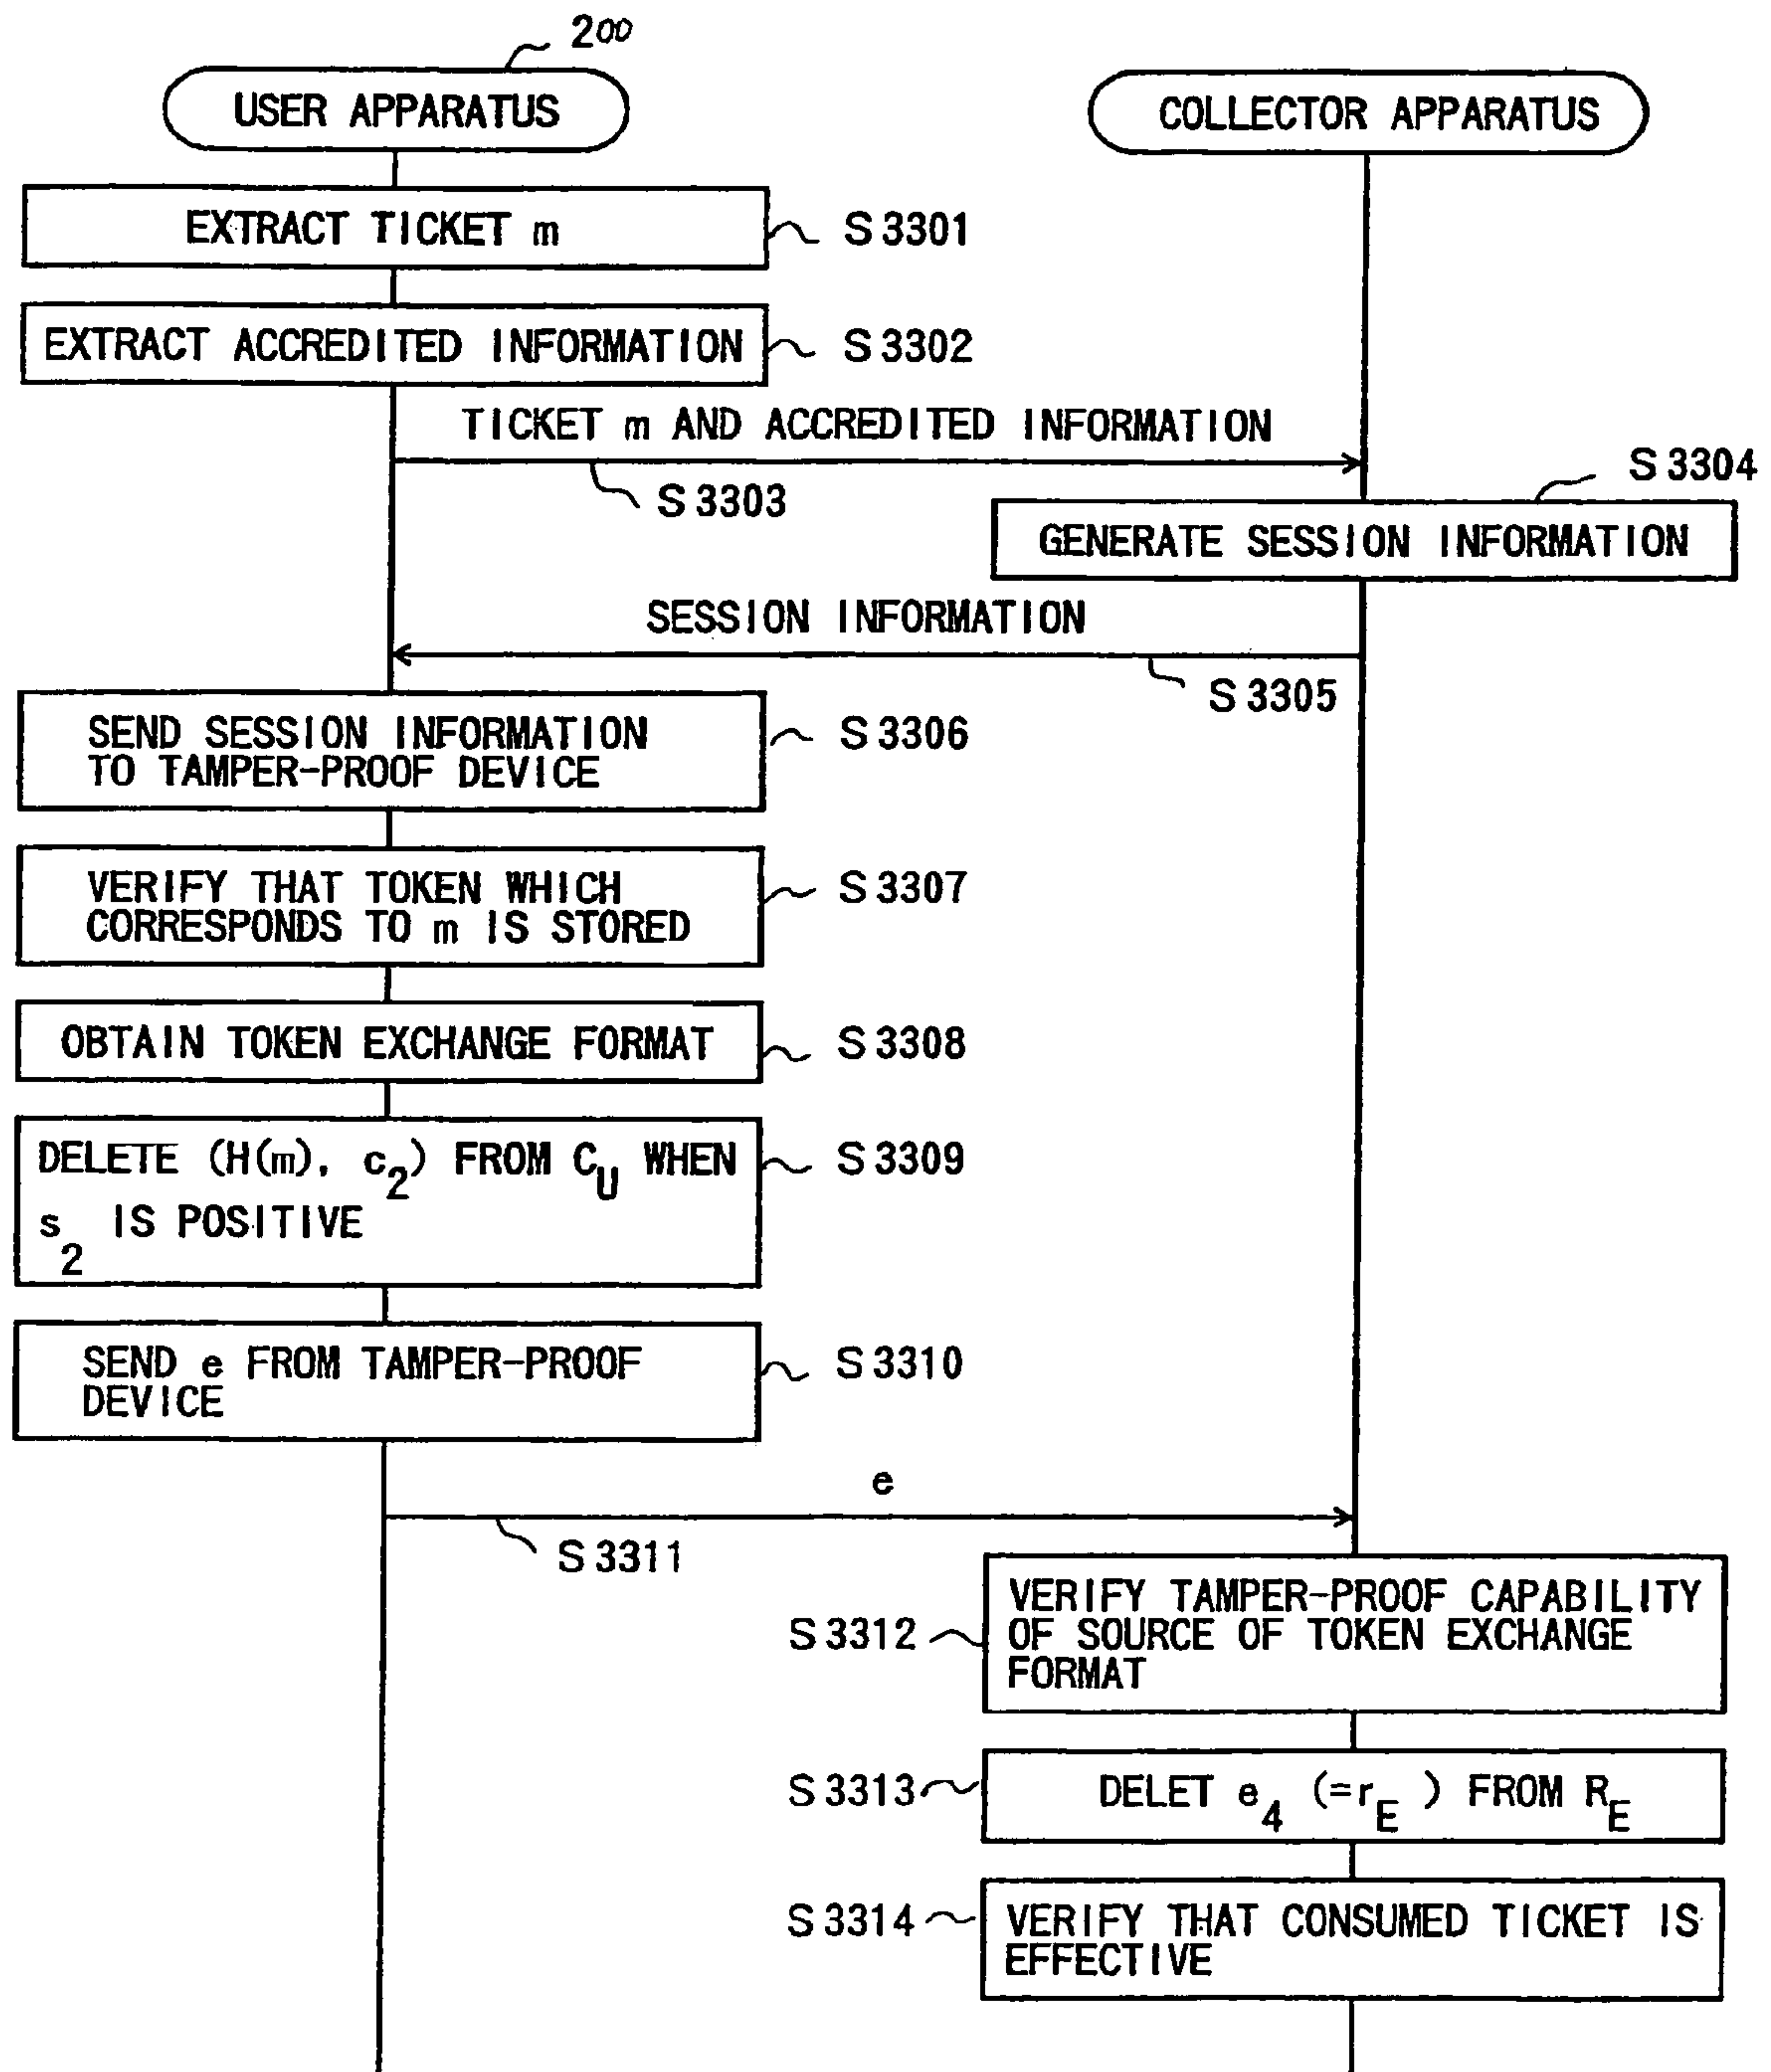 200
USER APPARATUS
COLLECTOR APPARATUS
EXTRACT TICKET m
S3301
EXTRACT ACCREDITED INFORMATION
S3302
TICKET m AND ACCREDITED INFORMATION
S3303
S3304
GENERATE SESSION INFORMATION
SESSION INFORMATION
S3305
SEND SESSION INFORMATION
TO TAMPER-PROOF DEVICE
S3306
VERIFY THAT TOKEN WHICH
CORRESPONDS TO m IS STORED
S3307
OBTAIN TOKEN EXCHANGE FORMAT
S3308
DELETE (H(m), c2) FROM CU WHEN
s2 IS POSITIVE
S3309
SEND e FROM TAMPER-PROOF
DEVICE
S3310
e
S3311
VERIFY TAMPER-PROOF CAPABILITY
OF SOURCE OF TOKEN EXCHANGE
FORMAT
S3312
DELET e4 (=rE ) FROM RE
S3313
VERIFY THAT CONSUMED TICKET IS
EFFECTIVE
S3314